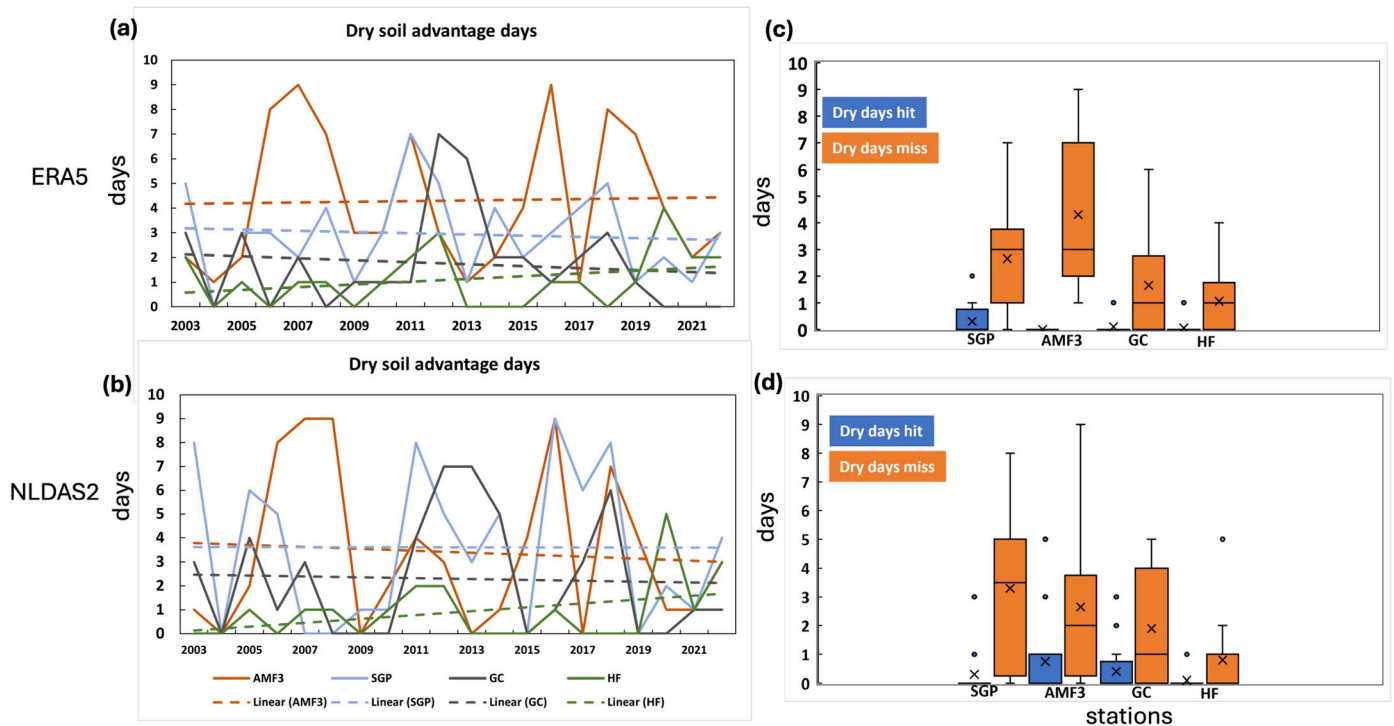 (a)
Dry soil advantage days
ERA5
days
10
9
8
7
6
5
4
3
2
1
0
2003 2005 2007 2009 2011 2013 2015 2017 2019 2021
(c)
days
10
9
8
7
6
5
4
3
2
1
0
Dry days hit
Dry days miss
SGP AMF3 GC HF
(b)
Dry soil advantage days
NLDAS2
days
10
9
8
7
6
5
4
3
2
1
0
2003 2005 2007 2009 2011 2013 2015 2017 2019 2021
AMF3 SGP GC HF
Linear (AMF3) Linear (SGP) Linear (GC) Linear (HF)
(d)
days
10
9
8
7
6
5
4
3
2
1
0
Dry days hit
Dry days miss
SGP AMF3 GC HF
stations